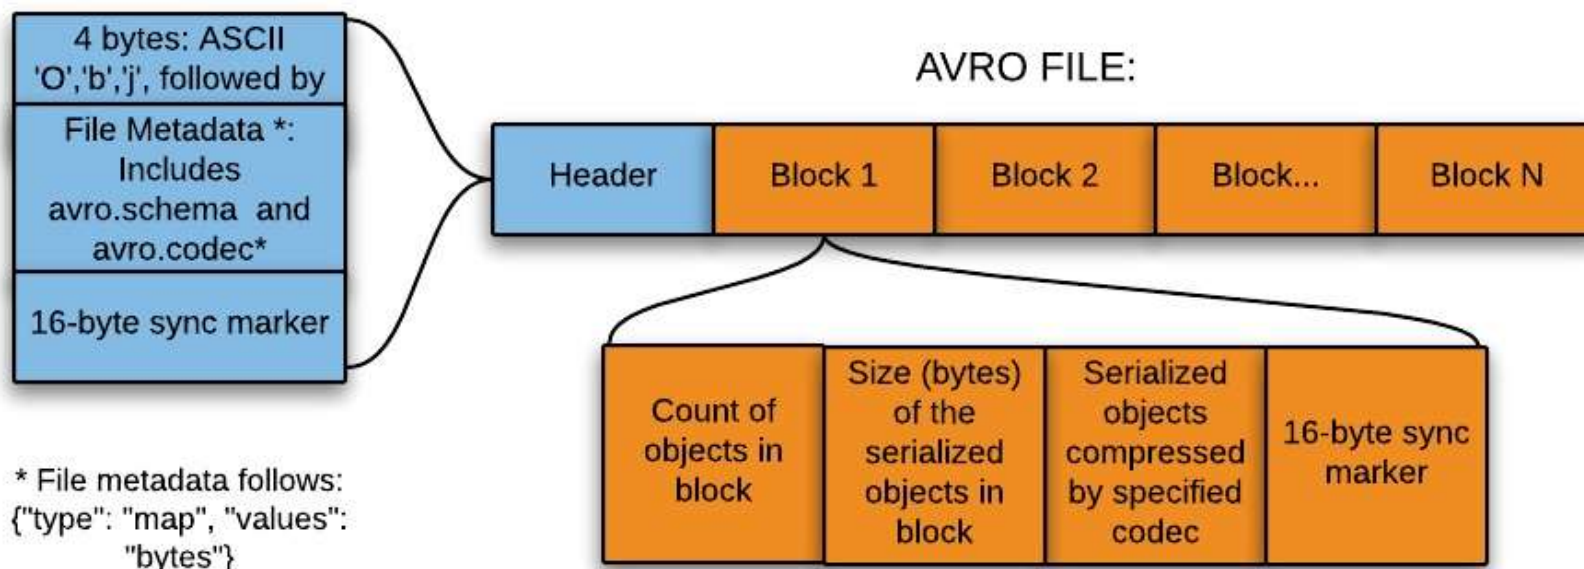 4 bytes: ASCII
'O','b','j', followed by
File Metadata *:
Includes
avro.schema and
avro.codec*
16-byte sync marker
* File metadata follows:
{"type": "map", "values":
"bytes"}
AVRO FILE:
Header
Block 1
Block 2
Block...
Block N
Count of
objects in
block
Size (bytes)
of the
serialized
objects in
block
Serialized
objects
compressed
by specified
codec
16-byte sync
marker